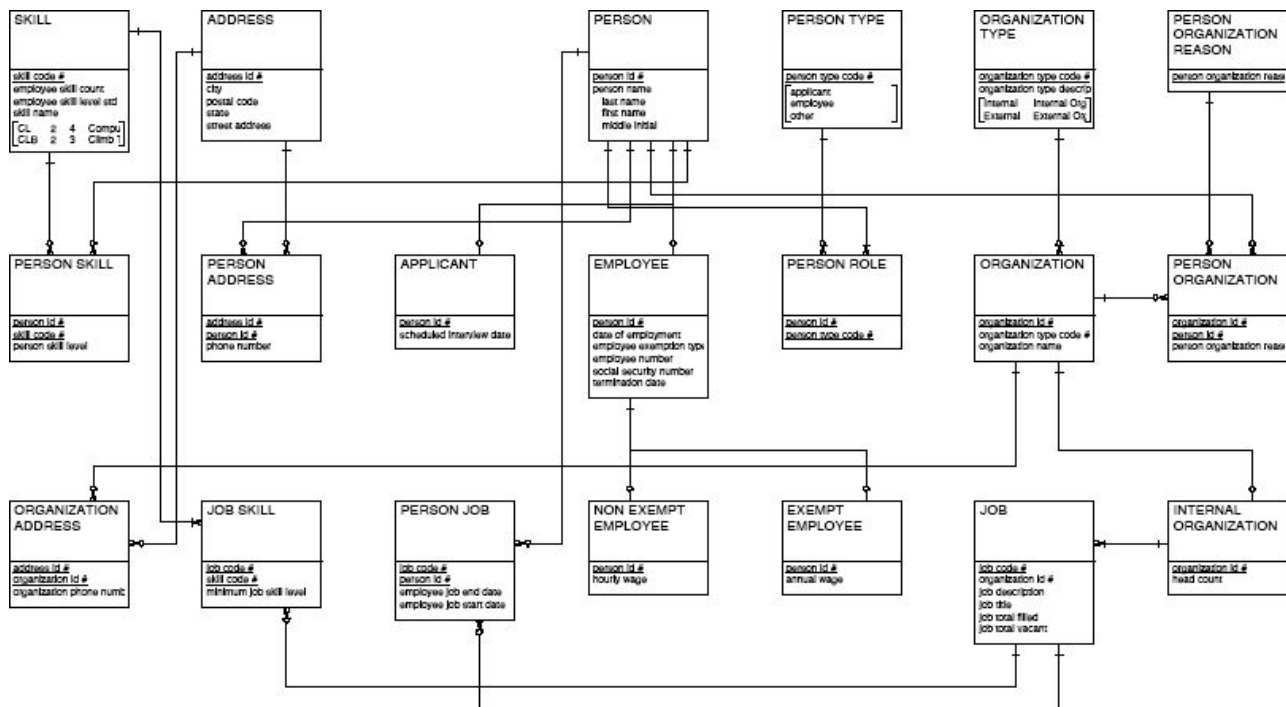 SKILL
skill code #
employee skill count
employee skill level std
skill name
CL 2 4 Compu
CLB 2 3 Climb
ADDRESS
address id #
city
postal code
state
street address
PERSON
person id #
person name
last name
first name
middle initial
PERSON TYPE
person type code #
applicant
employee
other
ORGANIZATION
TYPE
organization type code #
organization type descrip
Internal Internal Org
External External Or
PERSON
ORGANIZATION
REASON
person organization reas
PERSON SKILL
person id #
skill code #
person skill level
PERSON
ADDRESS
address id #
person id #
phone number
APPLICANT
person id #
scheduled interview date
EMPLOYEE
person id #
date of employment
employee exemption type
employee number
social security number
termination date
PERSON ROLE
person id #
person type code #
ORGANIZATION
organization id #
organization type code #
organization name
PERSON
ORGANIZATION
organization id #
person id #
person organization reas
ORGANIZATION
ADDRESS
address id #
organization id #
organization phone numb
JOB SKILL
job code #
skill code #
minimum job skill level
PERSON JOB
job code #
person id #
employee job end date
employee job start date
NON EXEMPT
EMPLOYEE
person id #
hourly wage
EXEMPT
EMPLOYEE
person id #
annual wage
JOB
job code #
organization id #
job description
job title
job total filled
job total vacant
INTERNAL
ORGANIZATION
organization id #
head count